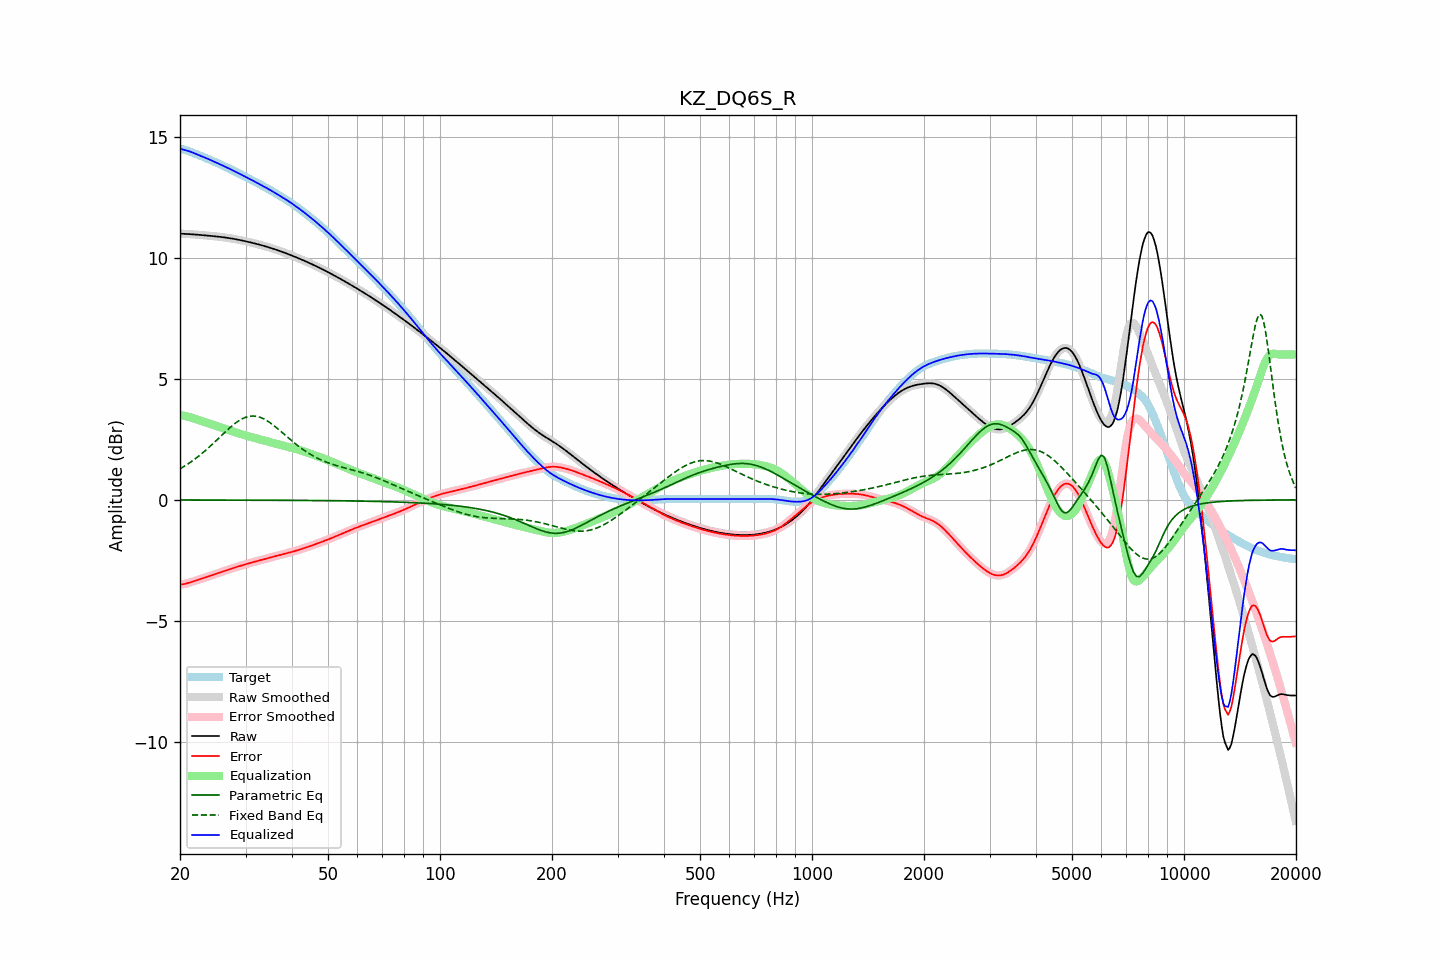 KZ_DQ6S_R
Amplitude (dBr)
15
10
5
0
−5
−10
Target
Raw Smoothed
Error Smoothed
Raw
Error
Equalization
Parametric Eq
Fixed Band Eq
Equalized
20 50 100 200 500 1000 2000 5000 10000 20000
Frequency (Hz)